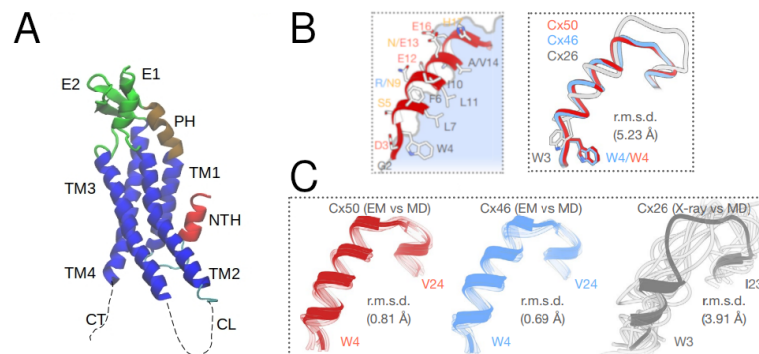 A
E2
E1
PH
TM3
TM1
NTH
TM4
TM2
CT
CL
B
E16
N/E13
E12
A/V14
R/N9
I10
F6
L11
S5
L7
D3
W4
G2
Cx50
Cx46
Cx26
r.m.s.d.
(5.23 Å)
W3
W4/W4
C
Cx50 (EM vs MD)
Cx46 (EM vs MD)
Cx26 (X-ray vs MD)
V24
V24
I23
r.m.s.d.
(0.81 Å)
r.m.s.d.
(0.69 Å)
r.m.s.d.
(3.91 Å)
W4
W4
W3